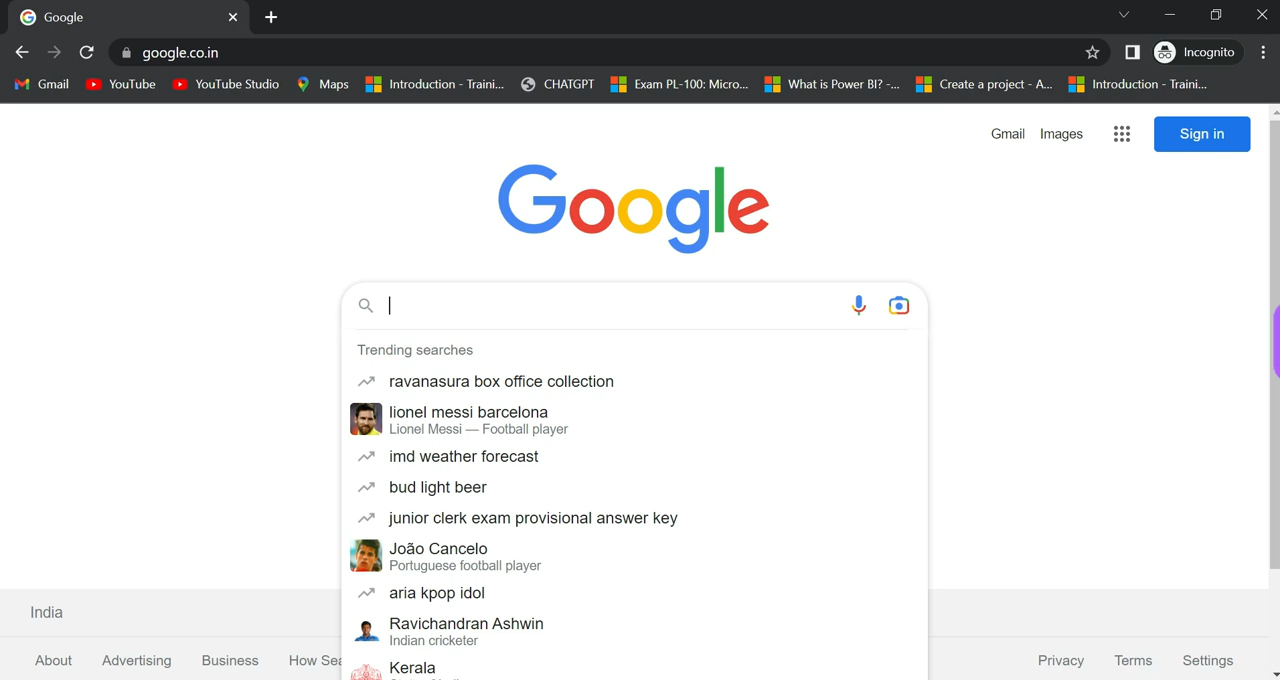 Google
google.co.in
Incognito
Gmail YouTube YouTube Studio Maps Introduction - Traini... CHATGPT Exam PL-100: Micro... What is Power BI? -... Create a project - A... Introduction - Traini...
Gmail Images Sign in
Google
Trending searches
ravanasura box office collection
lionel messi barcelona
Lionel Messi — Football player
imd weather forecast
bud light beer
junior clerk exam provisional answer key
João Cancelo
Portuguese football player
aria kpop idol
Ravichandran Ashwin
Indian cricketer
Kerala
India
About Advertising Business How Sea Privacy Terms Settings